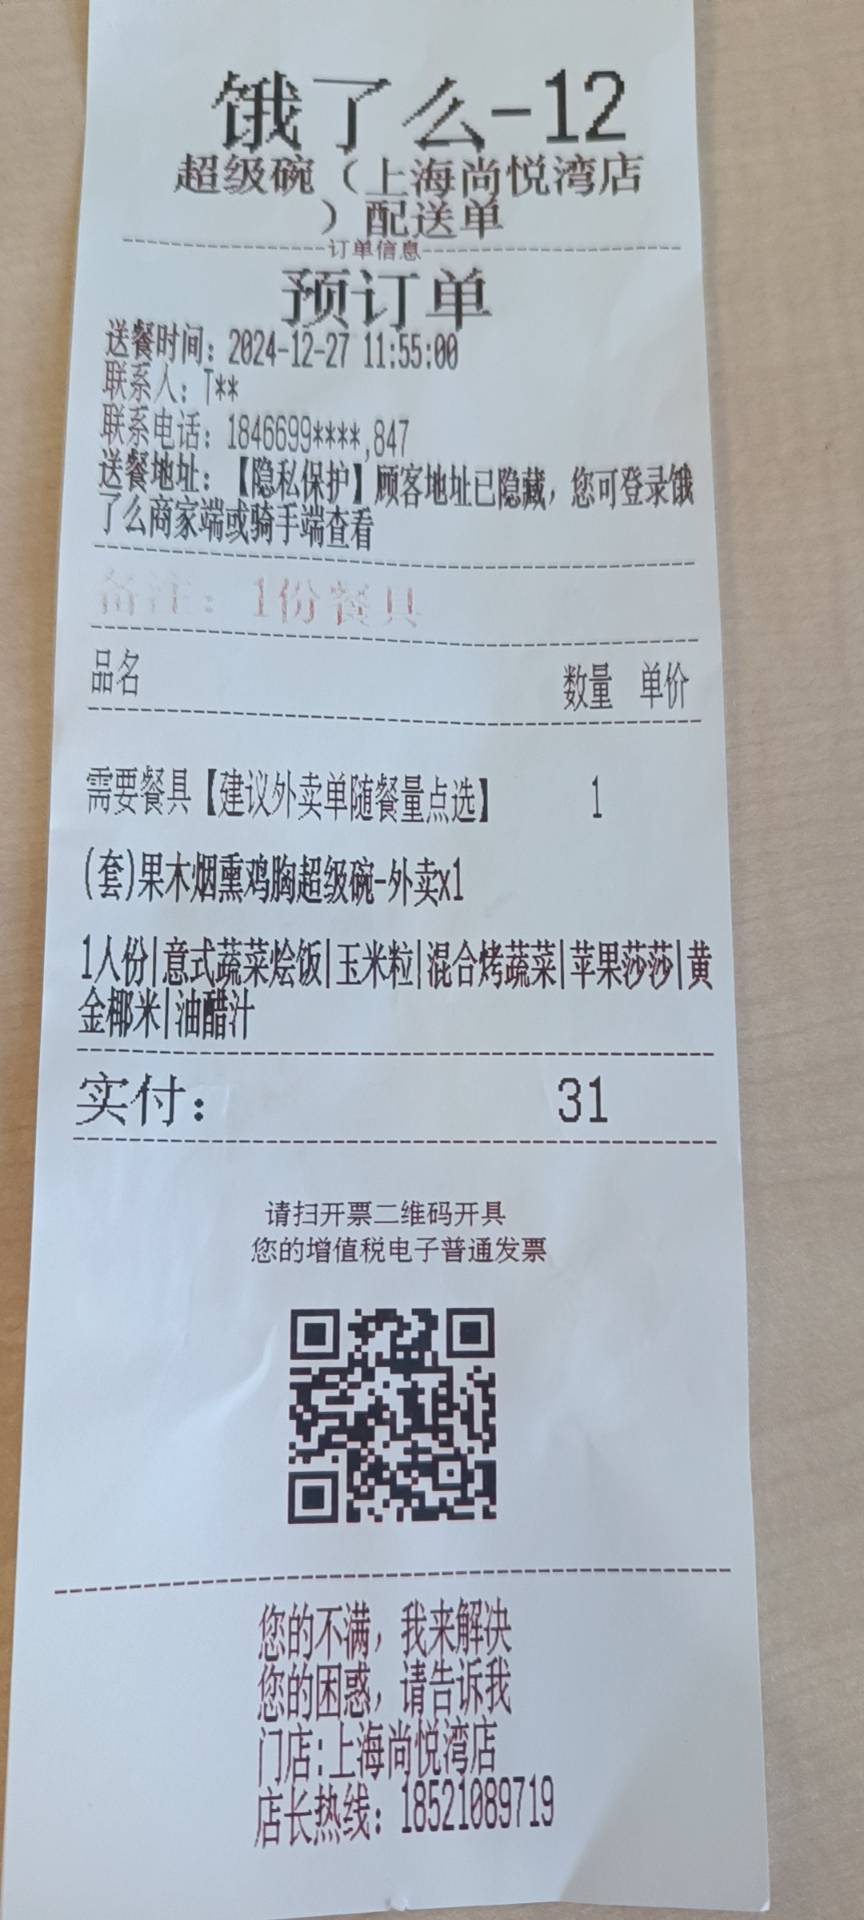 饿了么-12
超级碗（上海尚悦湾店
）配送单
订单信息
预订单
送餐时间：2024-12-27 11:55:00
联系人：T**
联系电话：1846699****,847
送餐地址：【隐私保护】顾客地址已隐藏，您可登录饿
了么商家端或骑手端查看
备注：1份餐具
品名 数量 单价
需要餐具【建议外卖单随餐量点选】 1
(套)果木烟熏鸡胸超级碗-外卖x1
1人份|意式蔬菜烩饭|玉米粒|混合烤蔬菜|苹果莎莎|黄
金椰米|油醋汁
实付： 31
请扫开票二维码开具
您的增值税电子普通发票
您的不满，我来解决
您的困惑，请告诉我
门店:上海尚悦湾店
店长热线：18521089719